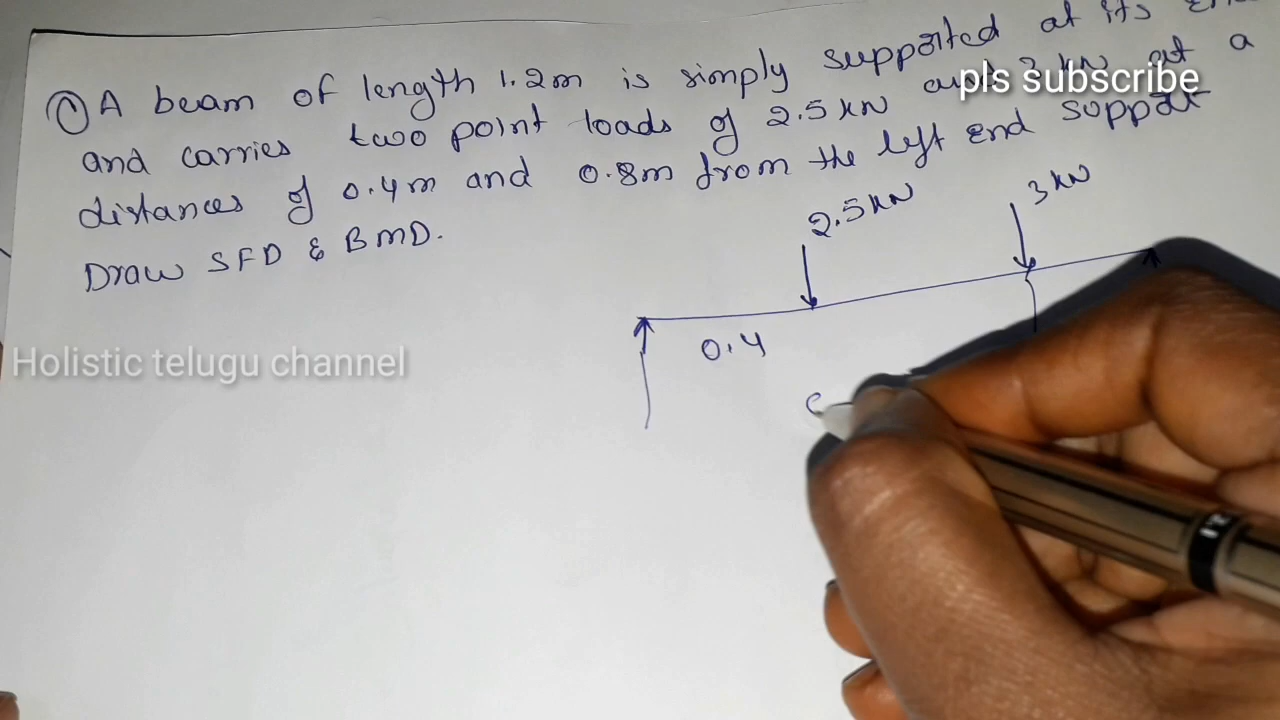 A beam of length 1.2m is simply supported at its
and carries two point loads of 2.5 KN 3 KN at a
pls subscribe
distances of 0.4m and 0.8m from the left end support
Draw SFD & BMD.
2.5 KN
3 KN
0.4
Holistic telugu channel